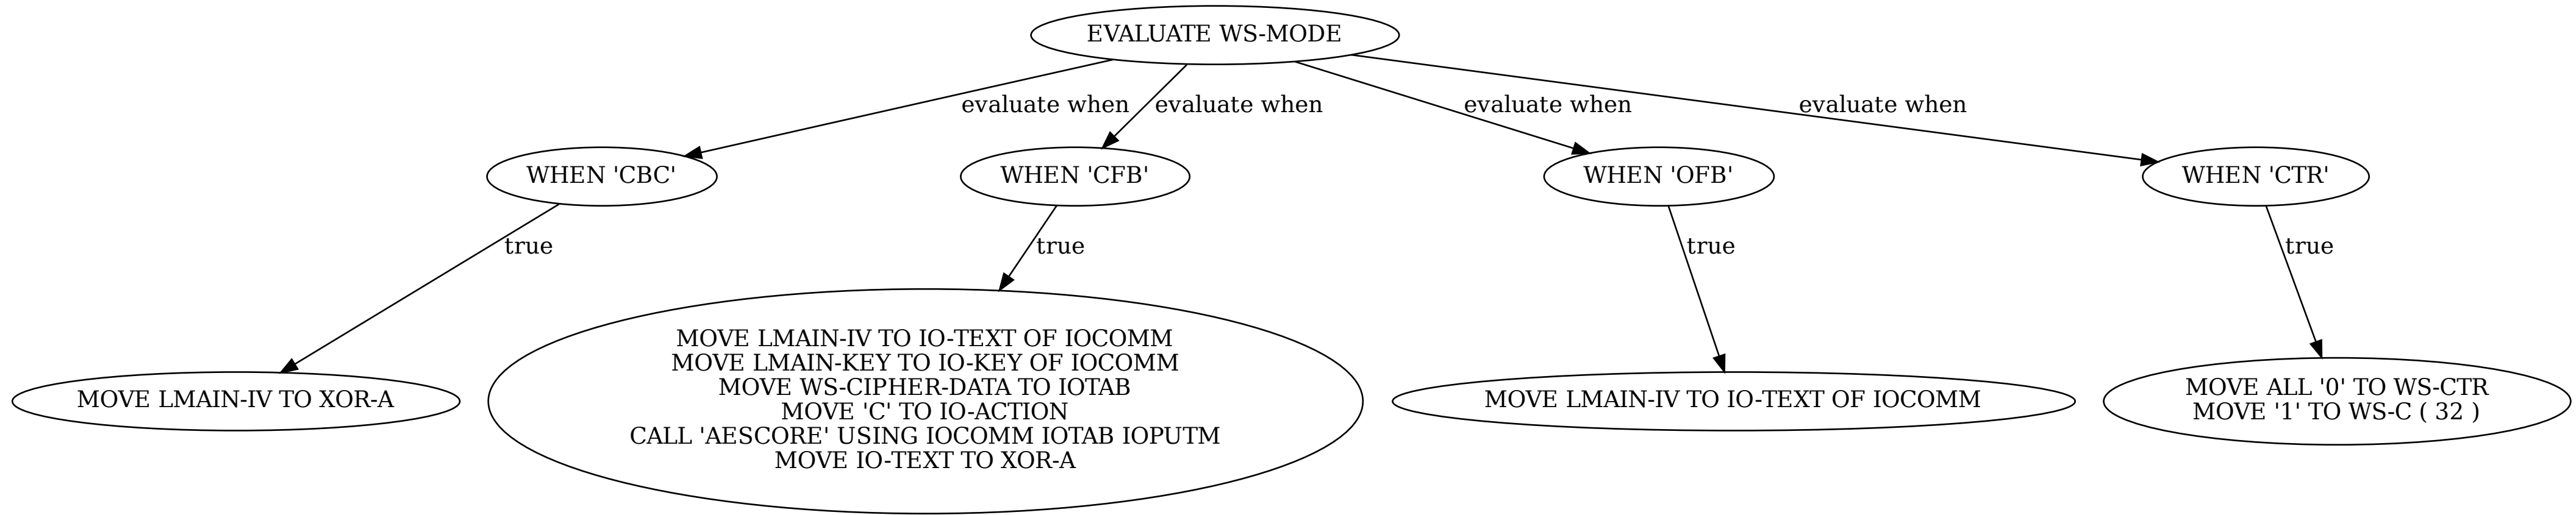 EVALUATE WS-MODE
evaluate when
evaluate when
evaluate when
evaluate when
WHEN 'CBC'
WHEN 'CFB'
WHEN 'OFB'
WHEN 'CTR'
true
true
true
true
MOVE LMAIN-IV TO XOR-A
MOVE LMAIN-IV TO IO-TEXT OF IOCOMM
MOVE LMAIN-KEY TO IO-KEY OF IOCOMM
MOVE WS-CIPHER-DATA TO IOTAB
MOVE 'C' TO IO-ACTION
CALL 'AESCORE' USING IOCOMM IOTAB IOPUTM
MOVE IO-TEXT TO XOR-A
MOVE LMAIN-IV TO IO-TEXT OF IOCOMM
MOVE ALL '0' TO WS-CTR
MOVE '1' TO WS-C ( 32 )